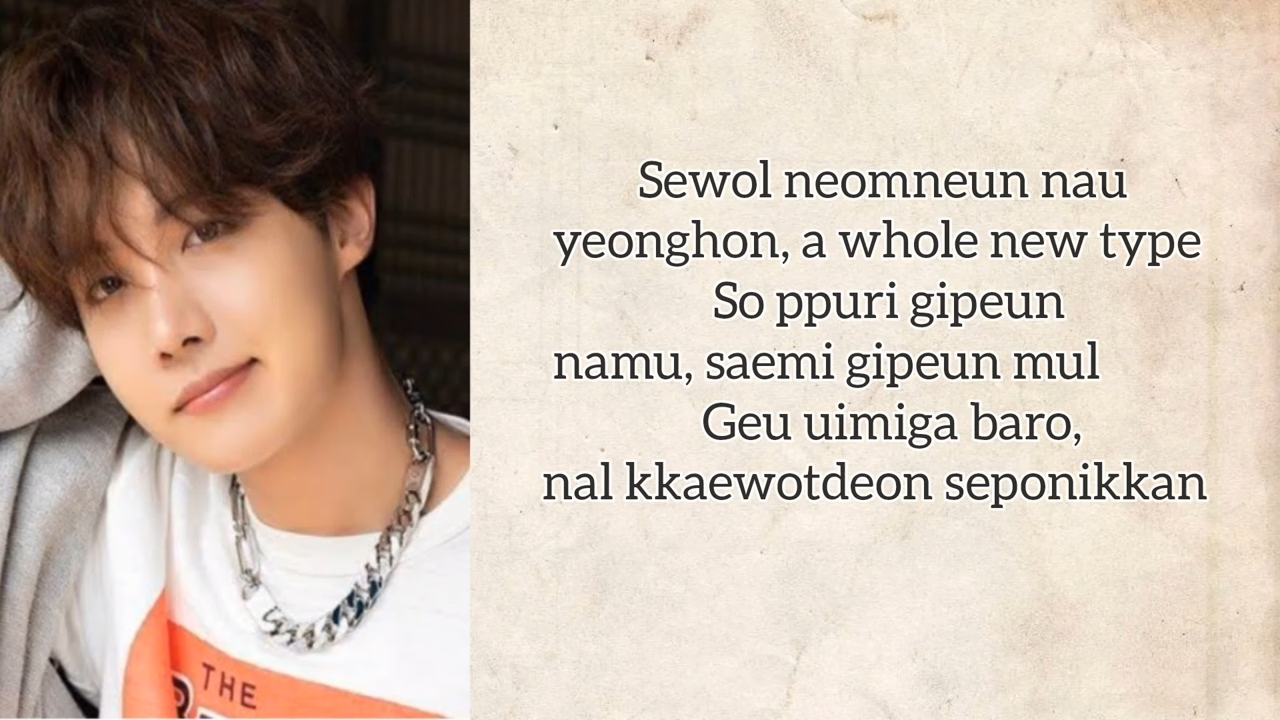 Sewol neomneun nau
yeonghon, a whole new type
So ppuri gipeun
namu, saemi gipeun mul
Geu uimiga baro,
nal kkaewotdeon seponikkan
THE